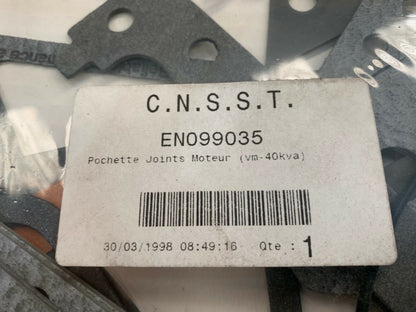 C.N.S.S.T.
EN099035
Pochette Joints Moteur (vm-40kva)
30/03/1998 08:49:16 Qte : 1